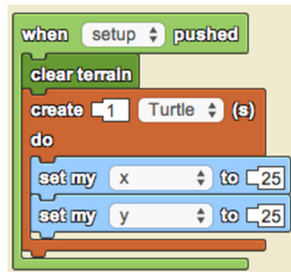 when setup pushed
clear terrain
create 1 Turtle (s)
do
set my x to 25
set my y to 25